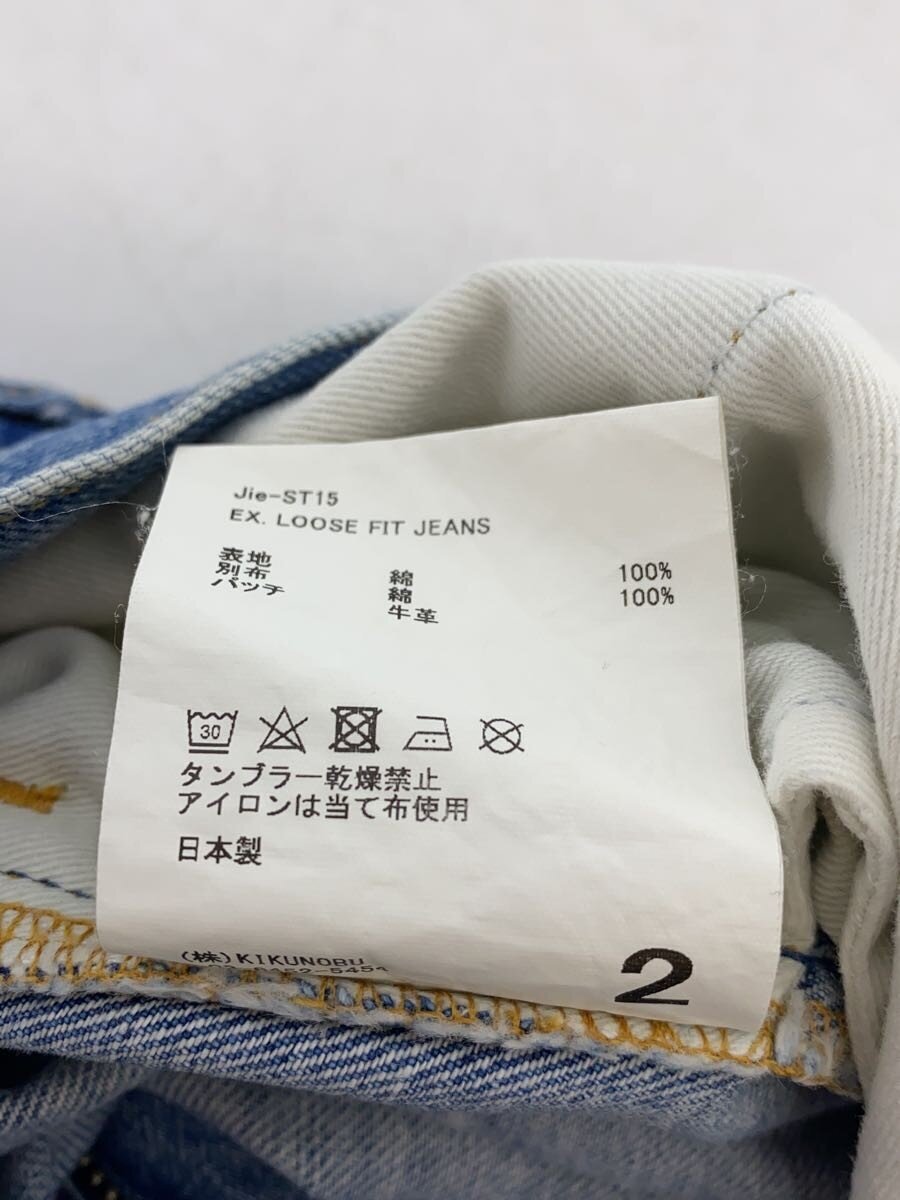 Jie-ST15
EX. LOOSE FIT JEANS
表地 綿 100%
別布 綿 100%
パッチ 牛革
30
タンブラー乾燥禁止
アイロンは当て布使用
日本製
(株)KIKUNOBU
2